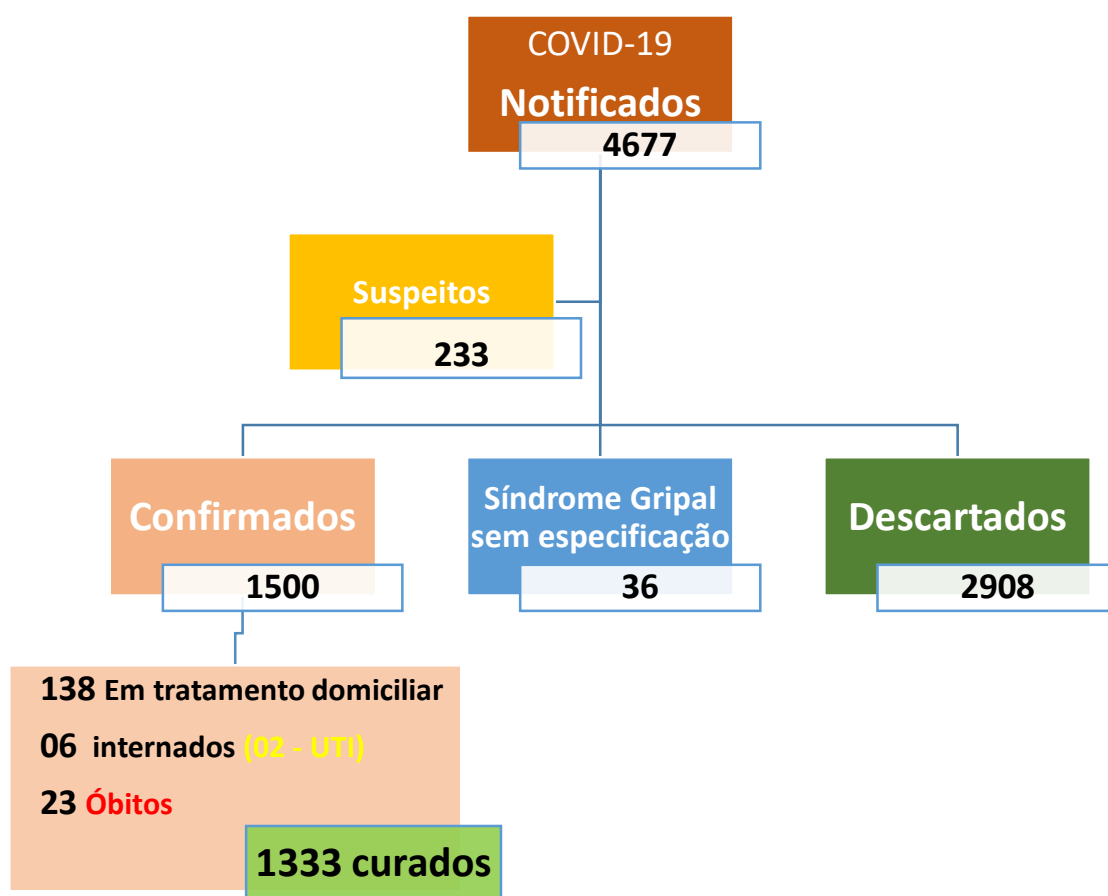 COVID-19
Notificados
4677
Suspeitos
233
Confirmados
1500
Síndrome Gripal
sem especificação
36
Descartados
2908
138 Em tratamento domiciliar
06 internados (02 - UTI)
23 Óbitos
1333 curados